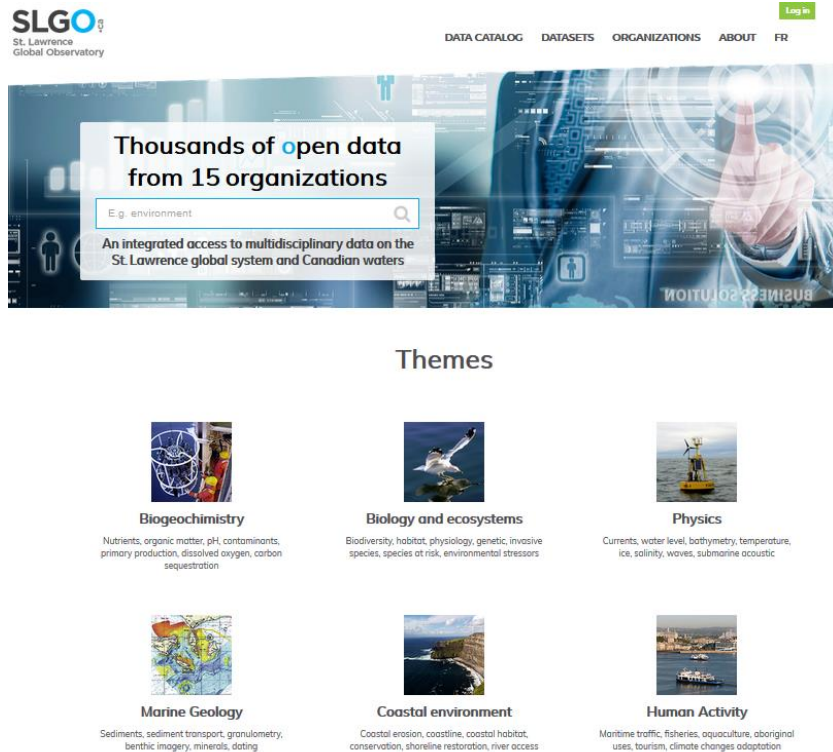 SLGO
St. Lawrence
Global Observatory
Log in
DATA CATALOG DATASETS ORGANIZATIONS ABOUT FR
Thousands of open data
from 15 organizations
E.g. environment
An integrated access to multidisciplinary data on the
St. Lawrence global system and Canadian waters
BUSINESS SOLUTION
Themes
Biogeochimistry
Biology and ecosystems
Physics
Nutrients, organic matter, pH, contaminants,
primary production, dissolved oxygen, carbon
sequestration
Biodiversity, habitat, physiology, genetic, invasive
species, species at risk, environmental stressors
Currents, water level, bathymetry, temperature,
ice, salinity, waves, submarine acoustic
Marine Geology
Coastal environment
Human Activity
Sediments, sediment transport, granulometry,
benthic imagery, minerals, dating
Coastal erosion, coastline, coastal habitat,
conservation, shoreline restoration, river access
Maritime traffic, fisheries, aquaculture, aboriginal
uses, tourism, climate changes adaptation